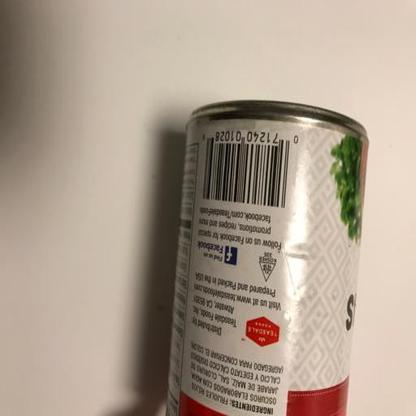 INGREDIENTES: FRIJOLES ROJOS
OSCUROS ELABORADOS CON AGUA,
JARABE DE MAÍZ, SAL, CLORURO DE
CALCIO Y EDETATO CÁLCICO DISÓDICO
(AGREGADO PARA CONSERVAR EL COLOR)
TEASDALE
Distributed by:
Teasdale Foods, Inc.
Atwater, CA 95301
Visit us at www.teasdalefoods.com
Prepared and Packed in the USA
Find us on
Facebook
Follow us on Facebook for special
promotions, recipes and more
facebook.com/TeasdaleFoods
0 71240 01028
S